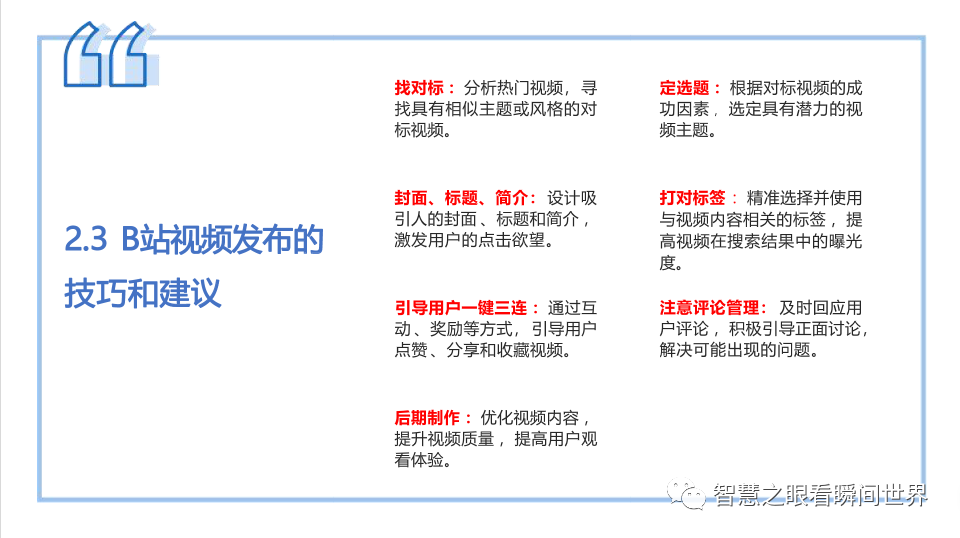 2.3 B站视频发布的
技巧和建议
找对标：分析热门视频，寻
找具有相似主题或风格的对
标视频。
定选题：根据对标视频的成
功因素，选定具有潜力的视
频主题。
封面、标题、简介：设计吸
引人的封面、标题和简介，
激发用户的点击欲望。
打对标签：精准选择并使用
与视频内容相关的标签，提
高视频在搜索结果中的曝光
度。
引导用户一键三连：通过互
动、奖励等方式，引导用户
点赞、分享和收藏视频。
注意评论管理：及时回应用
户评论，积极引导正面讨论，
解决可能出现的问题。
后期制作：优化视频内容，
提升视频质量，提高用户观
看体验。
智慧之眼看瞬间世界